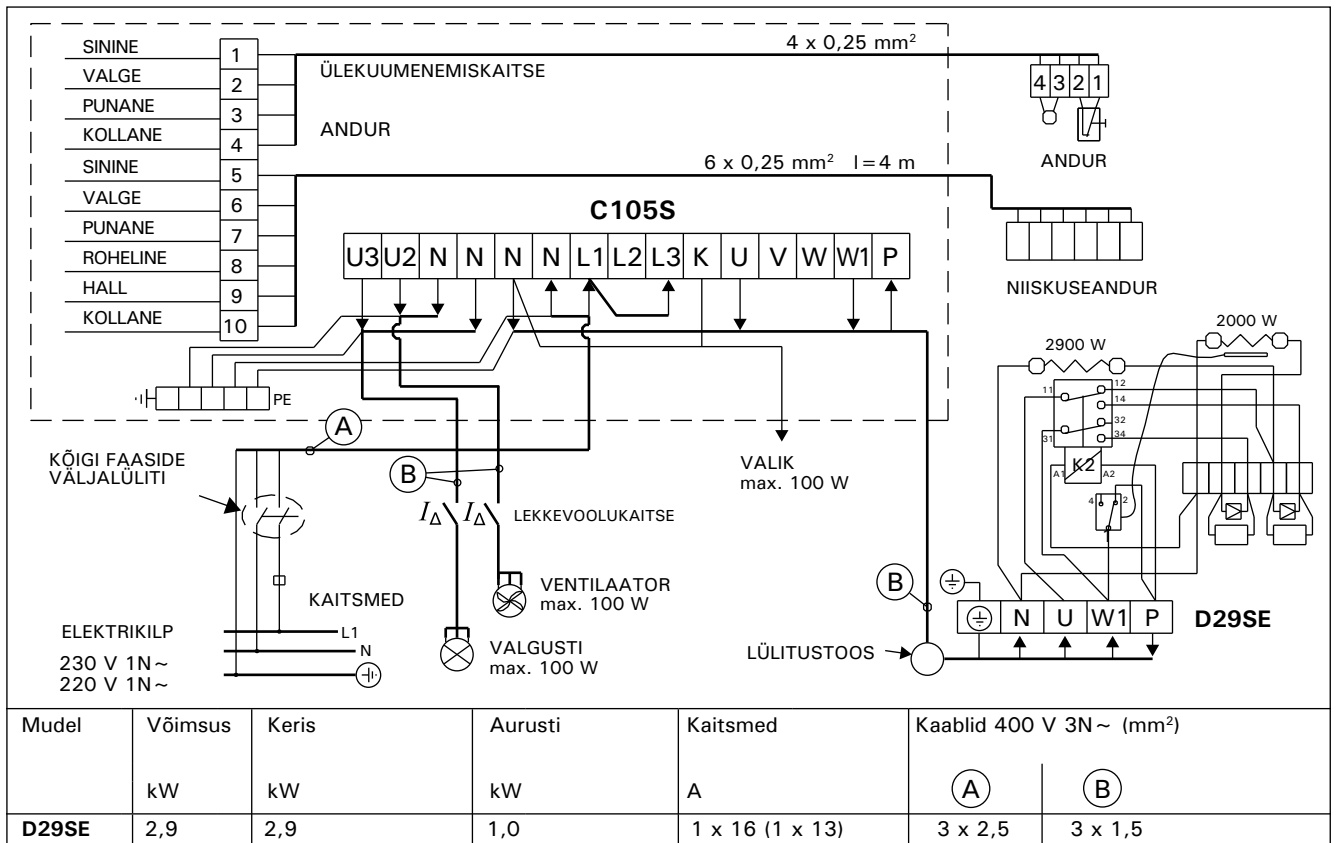 SININE 1
VALGE 2
PUNANE 3
KOLLANE 4
SININE 5
VALGE 6
PUNANE 7
ROHELINE 8
HALL 9
KOLLANE 10
ÜLEKUUMENEMISKAITSE
ANDUR
4 x 0,25 mm²
4 3 2 1
ANDUR
6 x 0,25 mm² l=4 m
NIISKUSEANDUR
C105S
U3 U2 N N N N L1 L2 L3 K U V W W1 P
PE
A
KÕIGI FAASIDE
VÄLJALÜLITI
B
I∆ I∆ LEKKEVOOLUKAITSE
VALIK
max. 100 W
KAITSMED
VENTILAATOR
max. 100 W
VALGUSTI
max. 100 W
ELEKTRIKILP
L1
N
230 V 1N~
220 V 1N~
B
LÜLITUSTOOS
2000 W
2900 W
11 12
14
32
31 34
A1 K2 A2
4 2
N U W1 P
D29SE
Mudel Võimsus Keris Aurusti Kaitsmed Kaablid 400 V 3N~ (mm²)
kW kW kW A A B
D29SE 2,9 2,9 1,0 1 x 16 (1 x 13) 3 x 2,5 3 x 1,5